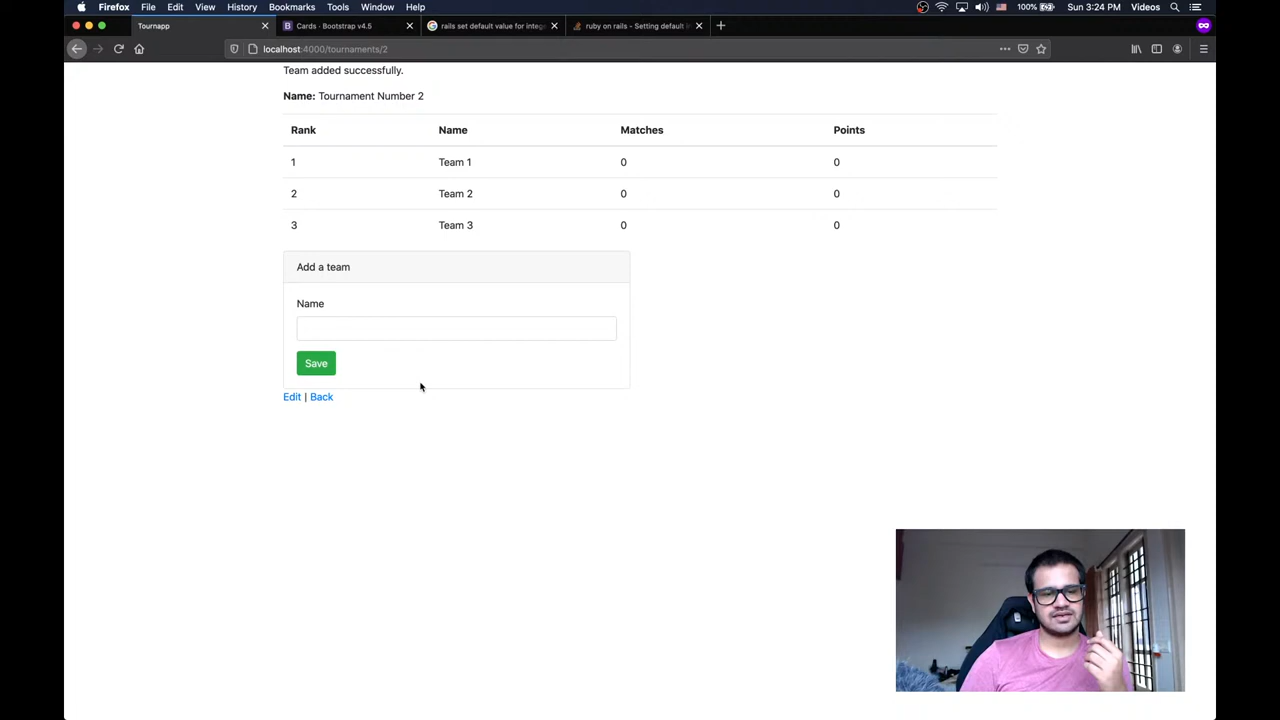 Firefox File Edit View History Bookmarks Tools Window Help 100% Sun 3:24 PM Videos
Tournapp Cards · Bootstrap v4.5 rails set default value for integ ruby on rails - Setting default
localhost:4000/tournaments/2
Team added successfully.
Name: Tournament Number 2
Rank Name Matches Points
1 Team 1 0 0
2 Team 2 0 0
3 Team 3 0 0
Add a team
Name
Save
Edit | Back